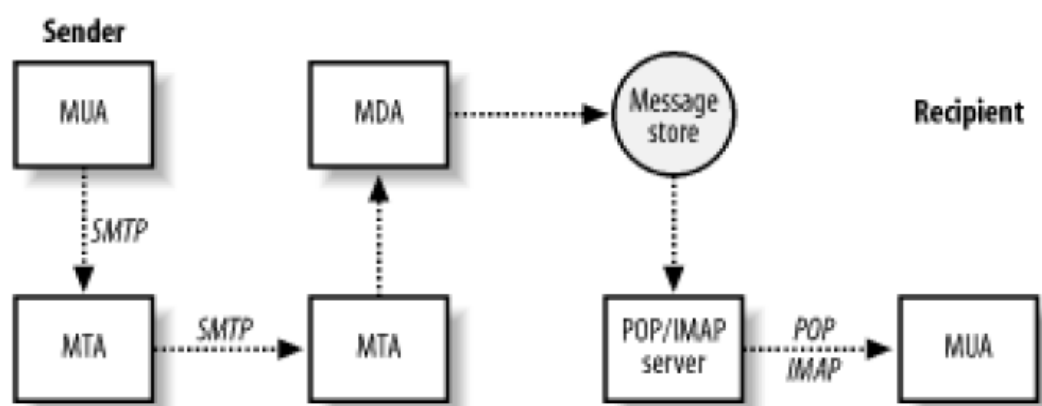 Sender
MUA
MDA
Message
store
Recipient
SMTP
MTA
SMTP
MTA
POP/IMAP
server
POP
IMAP
MUA